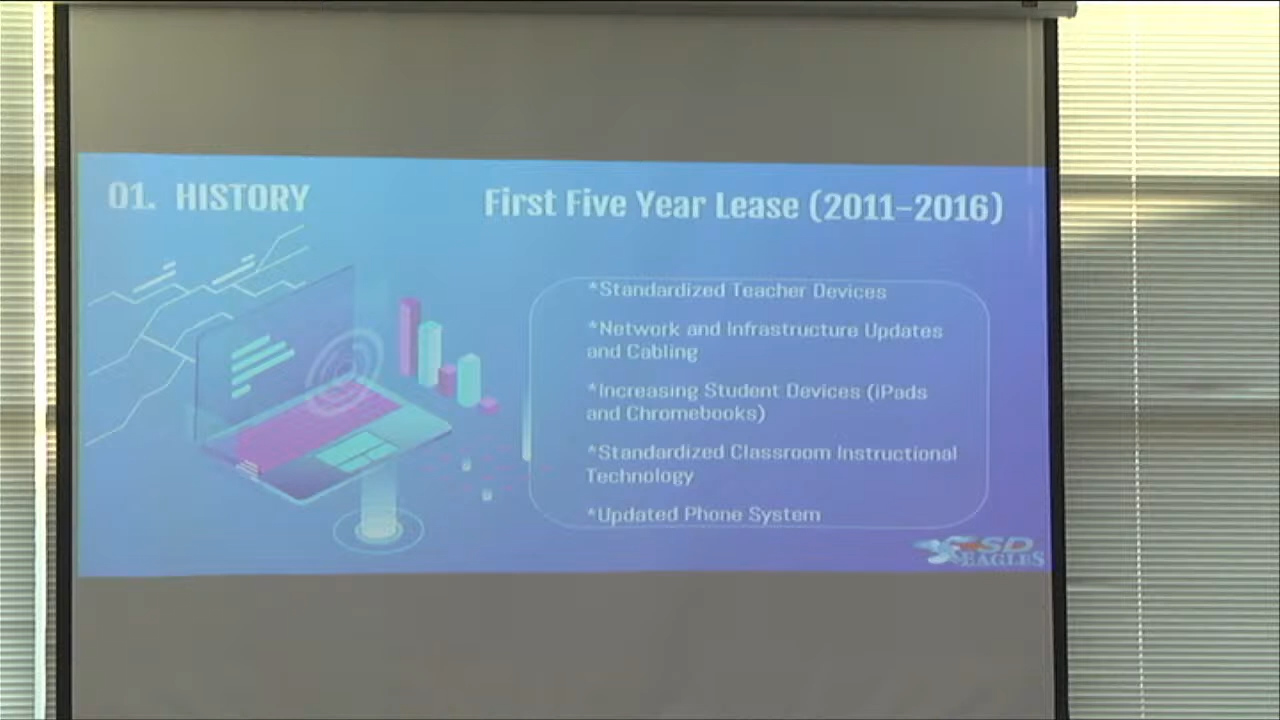 01. HISTORY
First Five Year Lease (2011-2016)
*Standardized Teacher Devices
*Network and Infrastructure Updates
and Cabling
*Increasing Student Devices (iPads
and Chromebooks)
*Standardized Classroom Instructional
Technology
*Updated Phone System
EAGLES